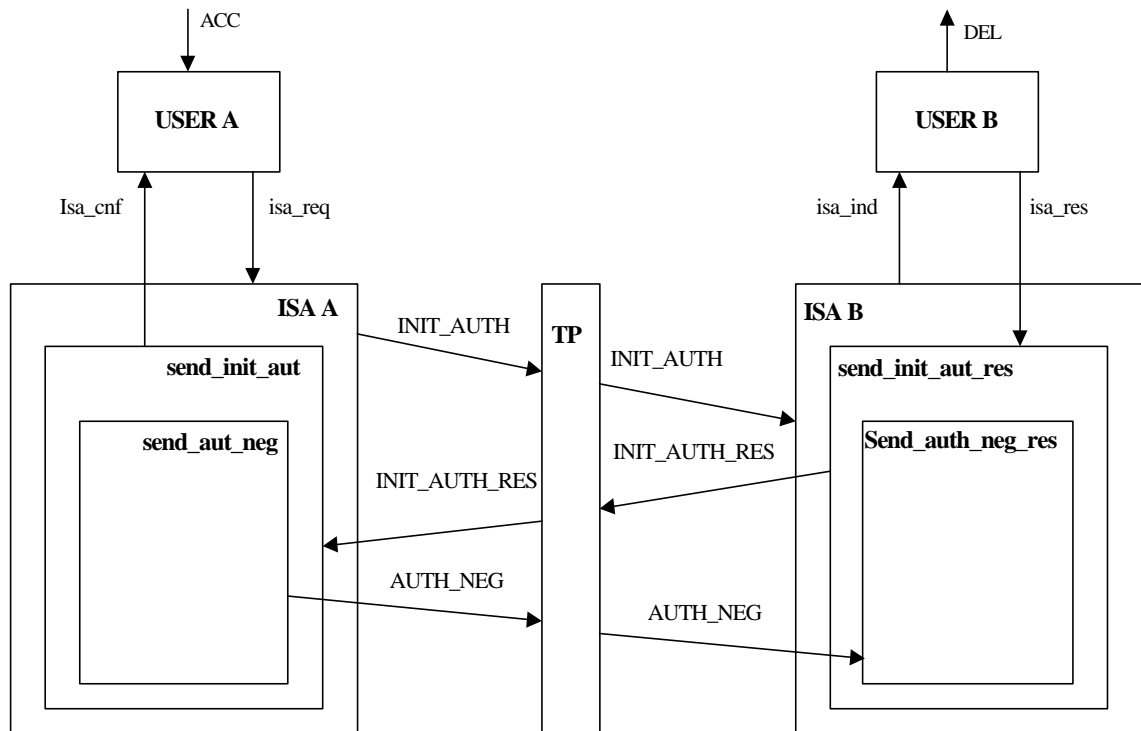 ACC
DEL
USER A
USER B
Isa_cnf
isa_req
isa_ind
isa_res
ISA A
TP
ISA B
INIT_AUTH
INIT_AUTH
send_init_aut
send_init_aut_res
send_aut_neg
Send_auth_neg_res
INIT_AUTH_RES
INIT_AUTH_RES
AUTH_NEG
AUTH_NEG